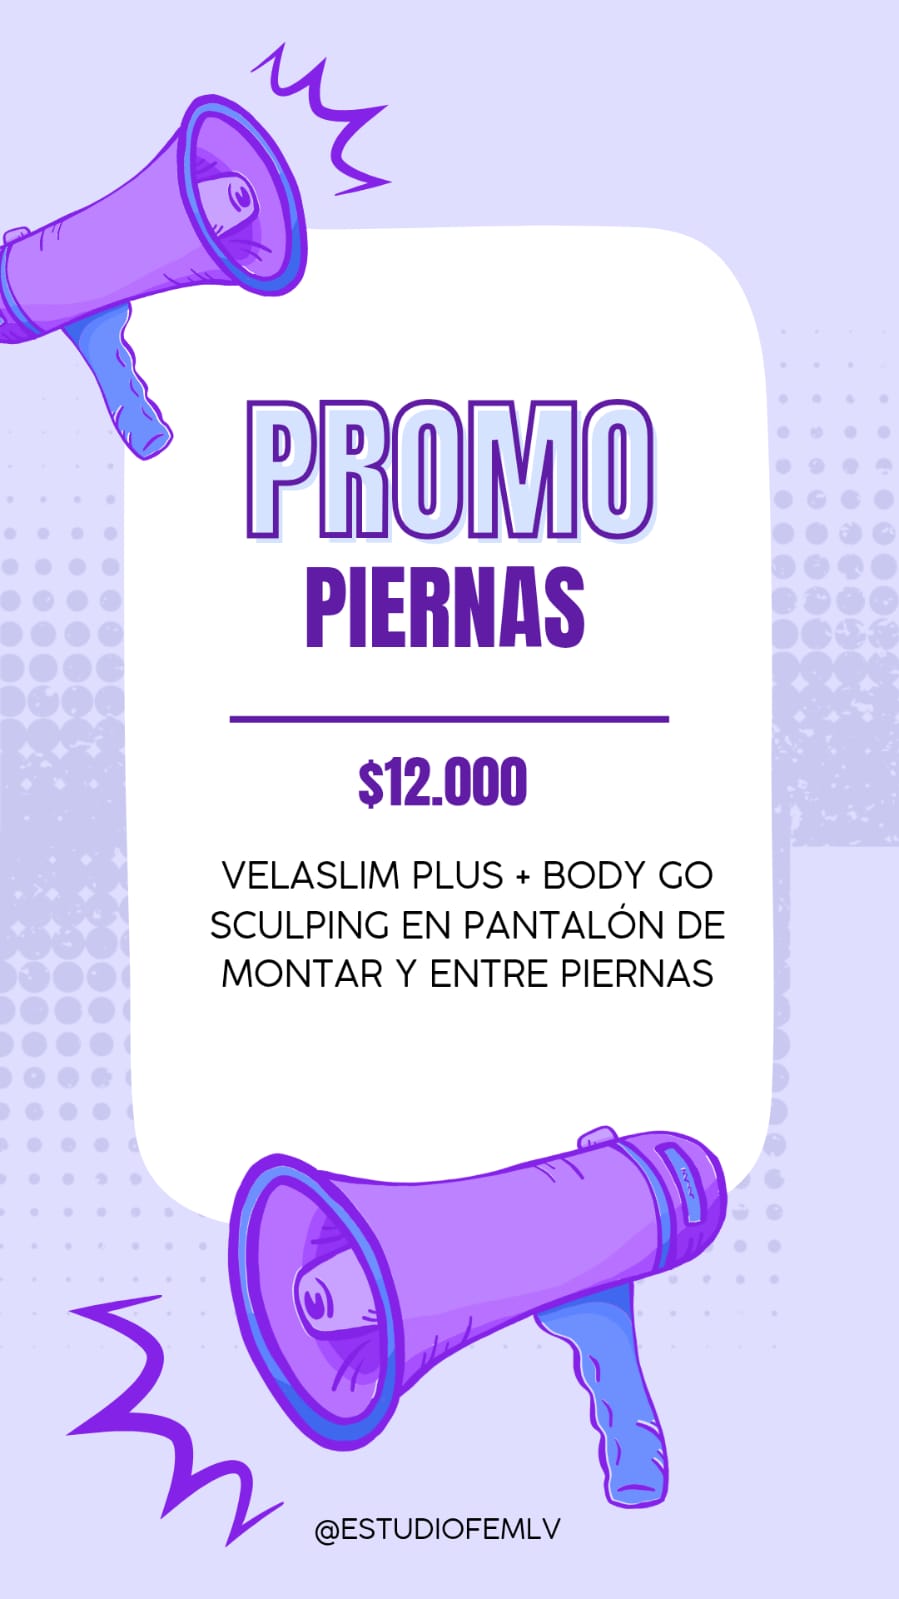 PROMO
PIERNAS
$12.000
VELASLIM PLUS + BODY GO
SCULPING EN PANTALÓN DE
MONTAR Y ENTRE PIERNAS
@ESTUDIOFEMLV